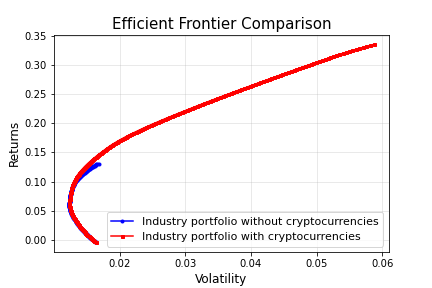 Efficient Frontier Comparison
Returns
0.35
0.30
0.25
0.20
0.15
0.10
0.05
0.00
Industry portfolio without cryptocurrencies
Industry portfolio with cryptocurrencies
0.02
0.03
0.04
0.05
0.06
Volatility